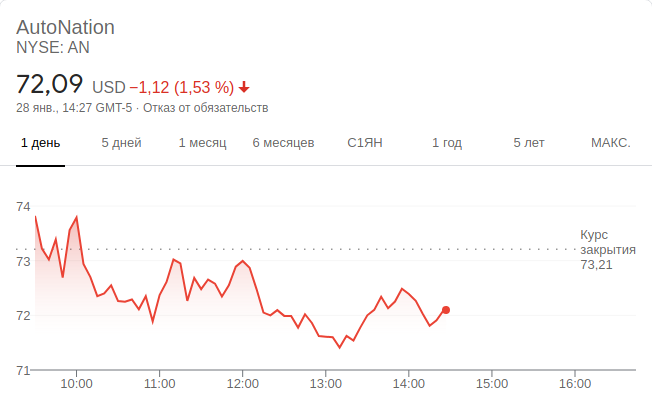 AutoNation
NYSE: AN
72,09 USD −1,12 (1,53 %)
28 янв., 14:27 GMT-5 · Отказ от обязательств
1 день 5 дней 1 месяц 6 месяцев С1ЯН 1 год 5 лет МАКС.
74
Курс
закрытия
73,21
73
72
71
10:00 11:00 12:00 13:00 14:00 15:00 16:00